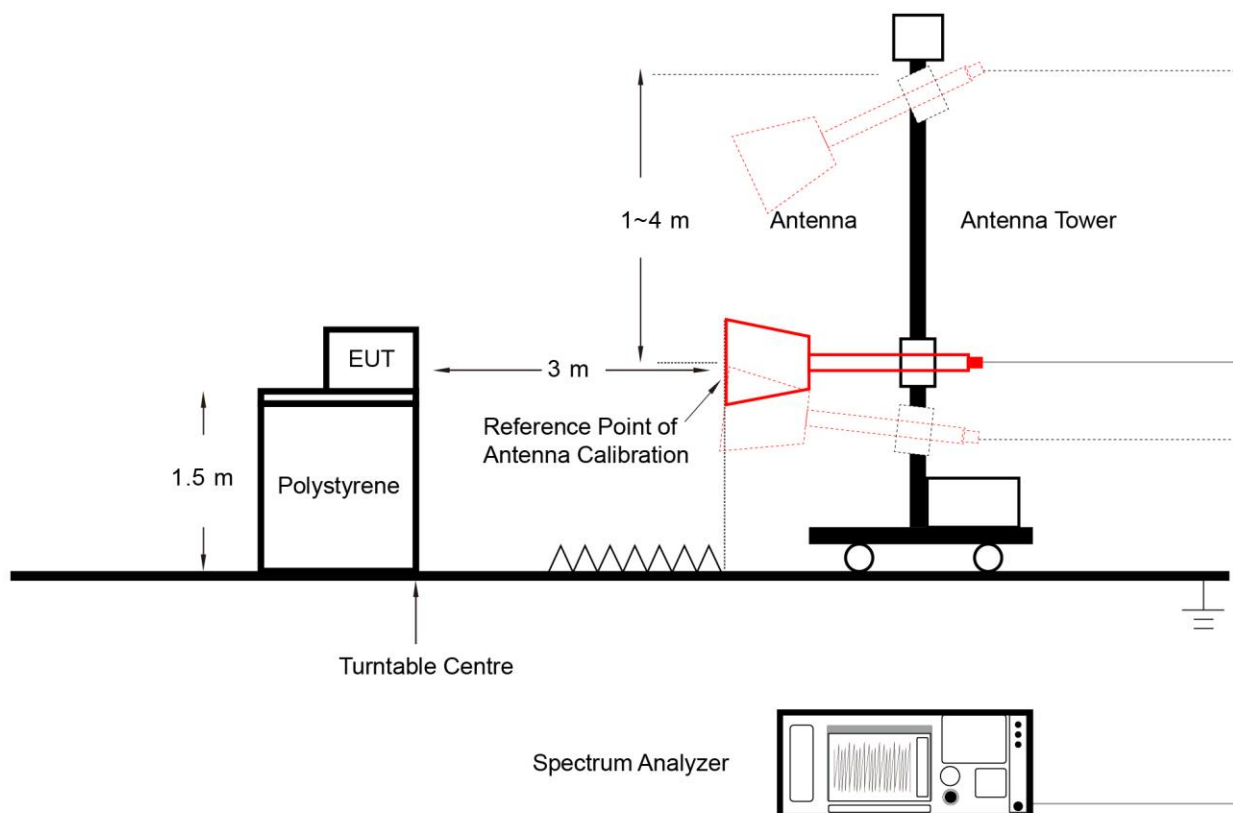 1~4 m
Antenna
Antenna Tower
EUT
3 m
Reference Point of
Antenna Calibration
1.5 m
Polystyrene
Turntable Centre
Spectrum Analyzer